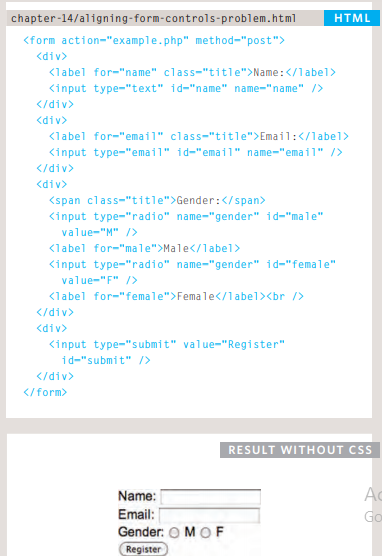 chapter-14/aligning-form-controls-problem.html HTML
<form action="example.php" method="post">
<div>
<label for="name" class="title">Name:</label>
<input type="text" id="name" name="name" />
</div>
<div>
<label for="email" class="title">Email:</label>
<input type="email" id="email" name="email" />
</div>
<div>
<span class="title">Gender:</span>
<input type="radio" name="gender" id="male"
value="M" />
<label for="male">Male</label>
<input type="radio" name="gender" id="female"
value="F" />
<label for="female">Female</label><br />
</div>
<div>
<input type="submit" value="Register"
id="submit" />
</div>
</form>
RESULT WITHOUT CSS
Name:
Email:
Gender: M F
Register